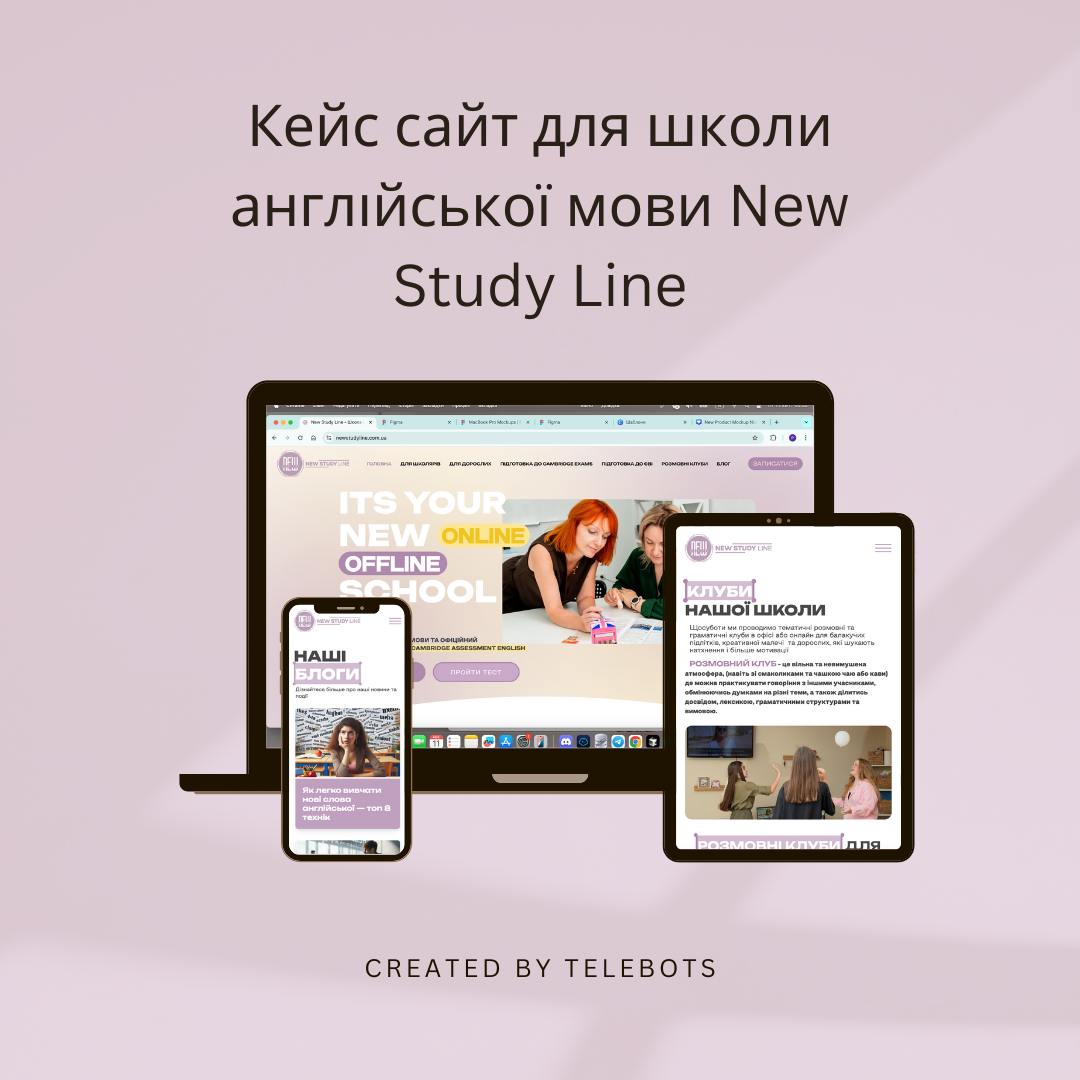 Кейс сайт для школи
англійської мови New
Study Line
New Study Line • Школа
Figma
MacBook Pro Mockups |
Figma
Шаблони
New Product Mockup
newstudyline.com.ua
NEW
NEW STUDY LINE
ГОЛОВНА
ДЛЯ ШКОЛЯРІВ
ДЛЯ ДОРОСЛИХ
ПІДГОТОВКА ДО CAMBRIDGE EXAMS
ПІДГОТОВКА ДО ЄВІ
РОЗМОВНІ КЛУБИ
БЛОГ
ЗАПИСАТИСЯ
ITS YOUR
NEW ONLINE
OFFLINE
SCHOOL
МОВИ ТА ОФІЦІЙНИЙ
CAMBRIDGE ASSESSMENT ENGLISH
ПРОЙТИ ТЕСТ
NEW
NEW STUDY LINE
НАШІ
БЛОГИ
Дізнайтеся більше про наші новини та
події
Як легко вивчати
нові слова
англійської — топ 8
технік
NEW
NEW STUDY LINE
КЛУБИ
НАШОЇ ШКОЛИ
Щосуботи ми проводимо тематичні розмовні та
граматичні клуби в офісі або онлайн для балакучих
підлітків, креативної малечі та дорослих, які шукають
натхнення і більше мотивації
РОЗМОВНИЙ КЛУБ - це вільна та невимушена
атмосфера, (навіть зі смаколиками та чашкою чаю або кави)
де можна практикувати говоріння з іншими учасниками,
обмінюючись думками на різні теми, а також ділитись
досвідом, лексикою, граматичними структурами та
вимовою.
РОЗМОВНІ КЛУБИ ДЛЯ
CREATED BY TELEBOTS